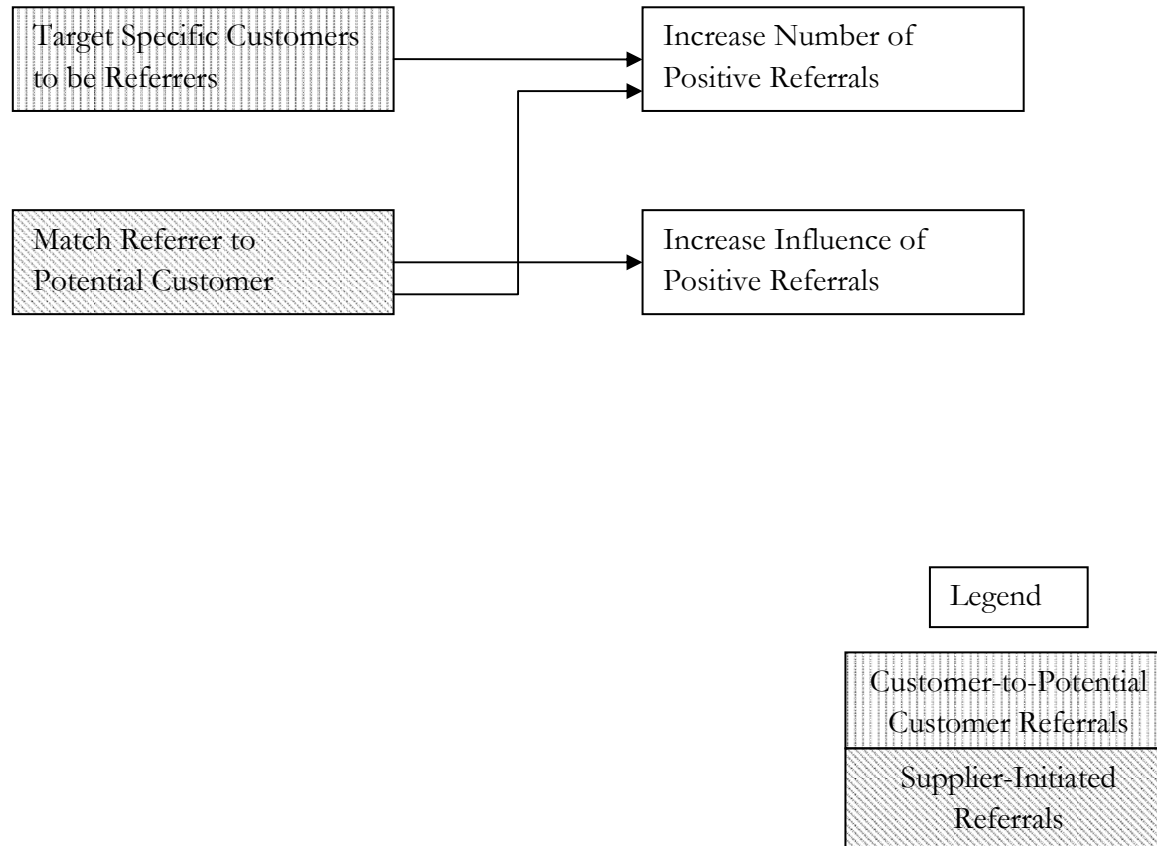 Target Specific Customers
to be Referrers
Increase Number of
Positive Referrals
Match Referrer to
Potential Customer
Increase Influence of
Positive Referrals
Legend
Customer-to-Potential
Customer Referrals
Supplier-Initiated
Referrals